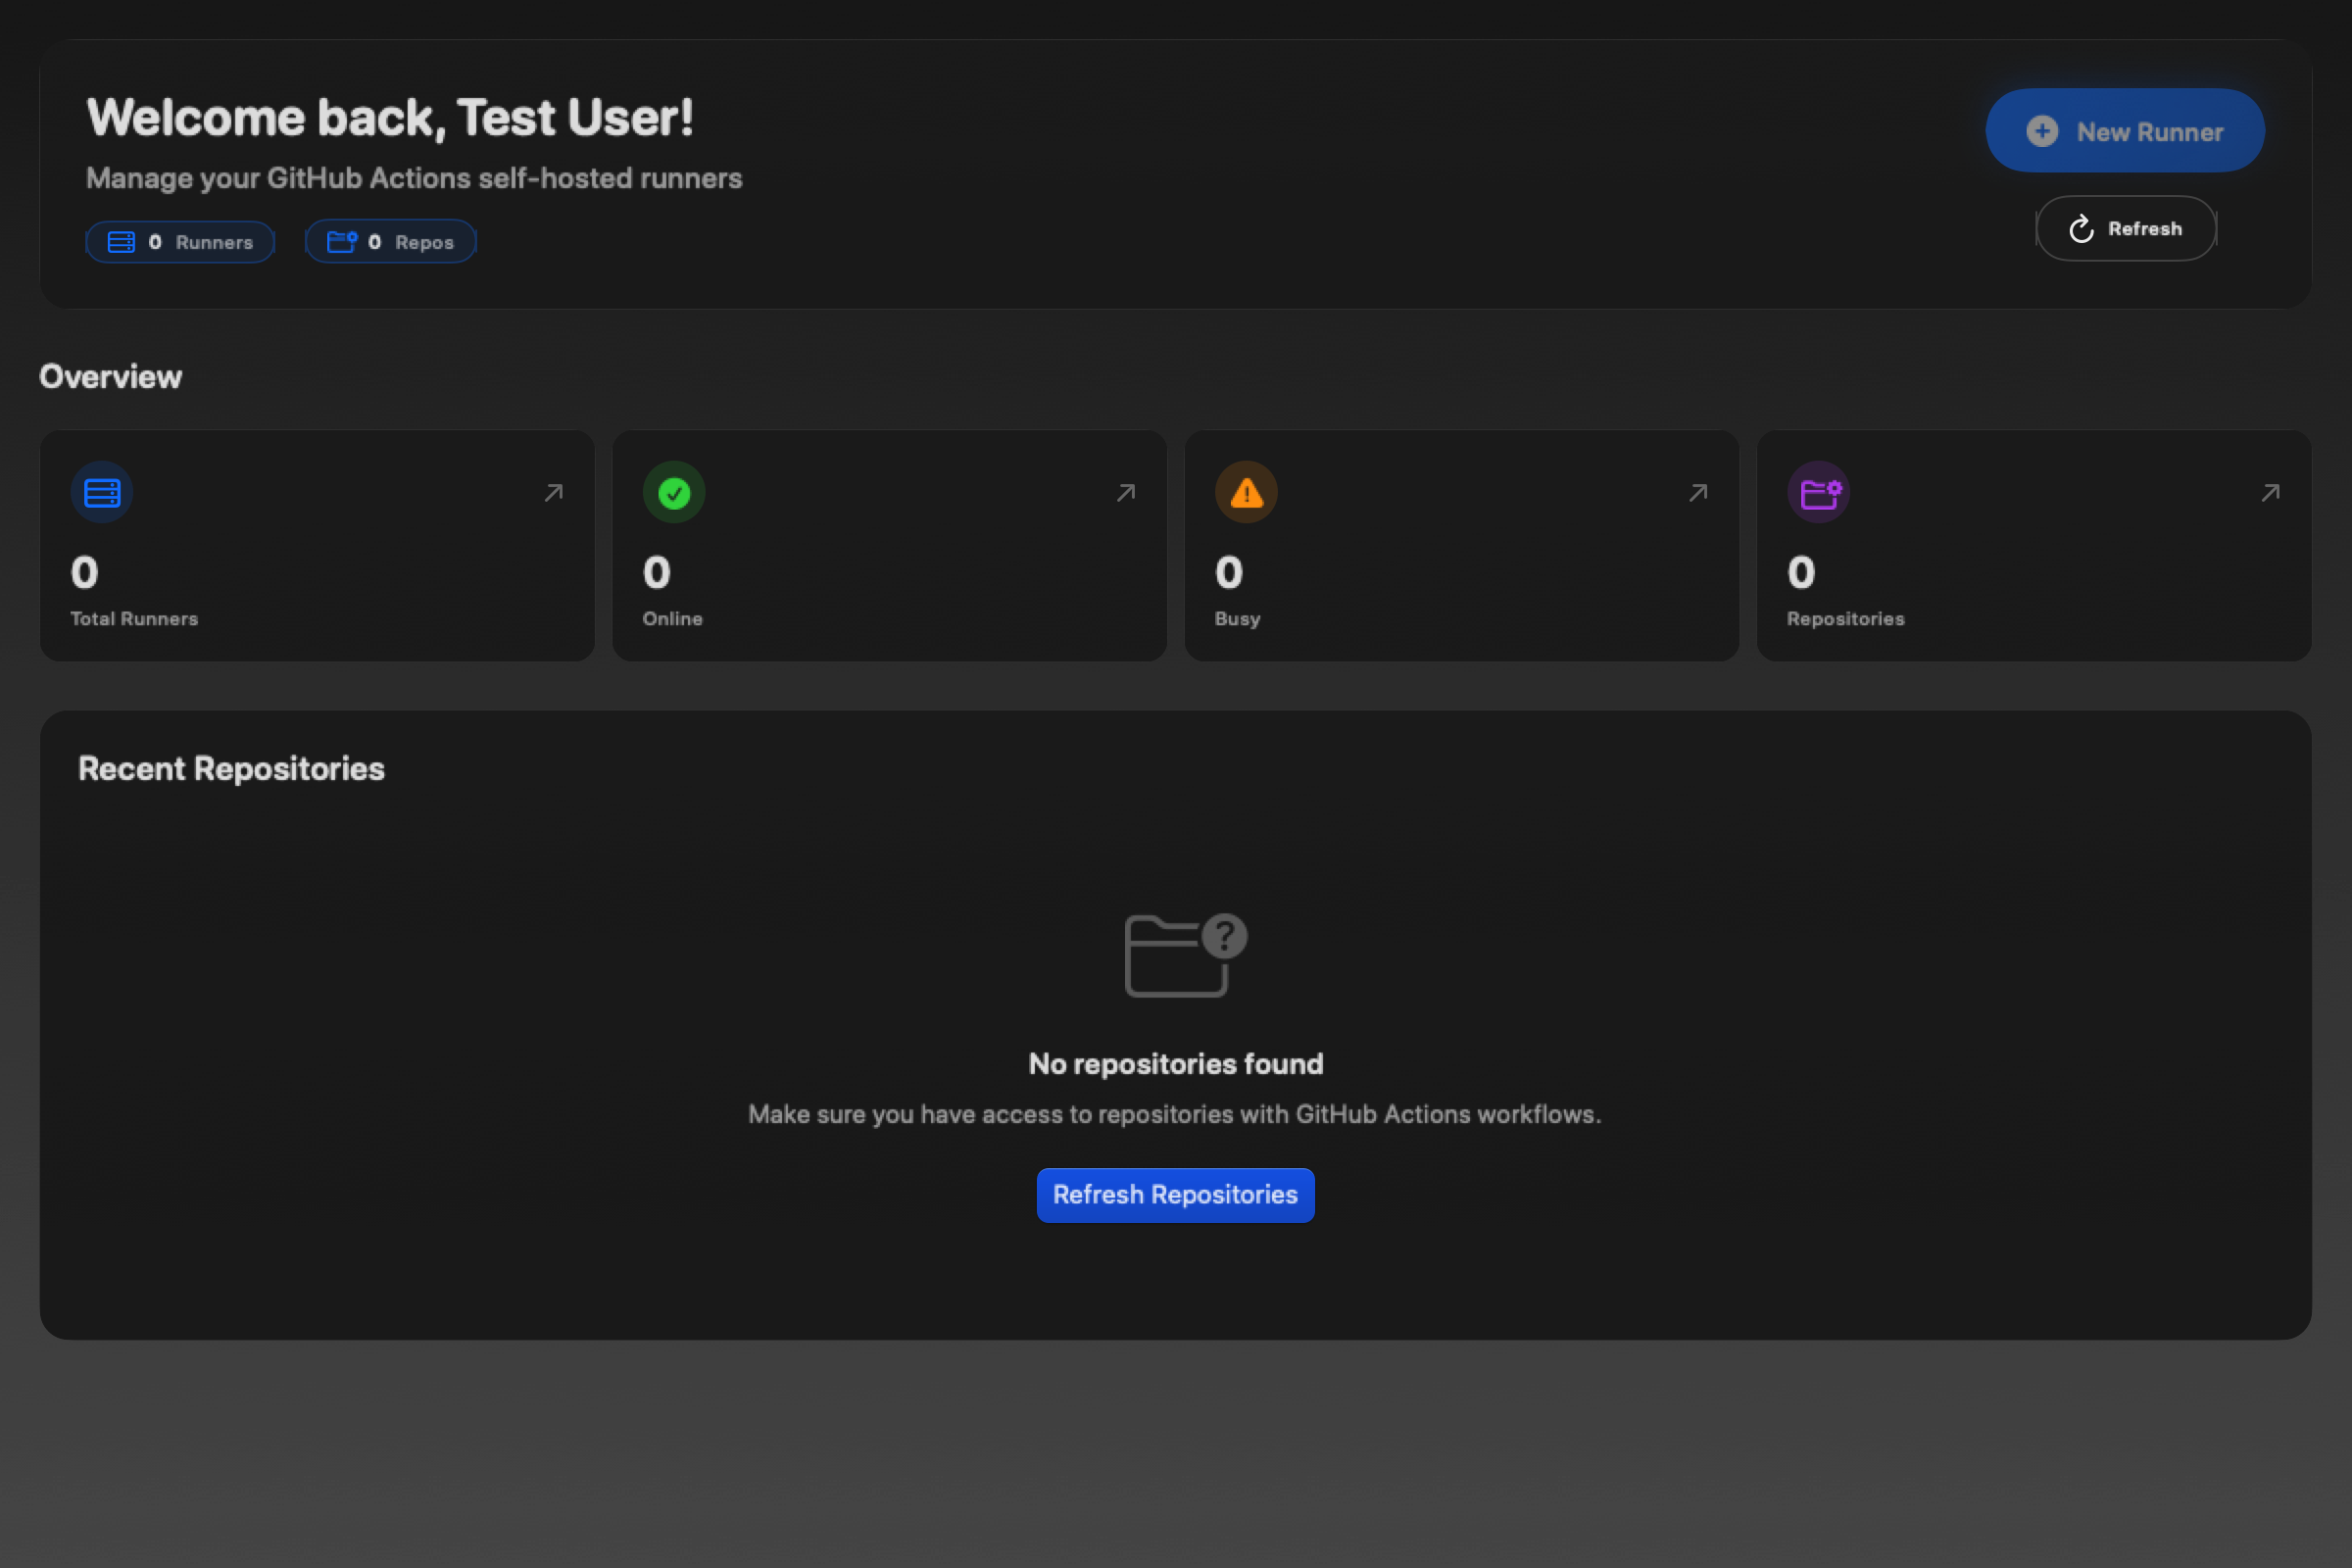 Welcome back, Test User!
Manage your GitHub Actions self-hosted runners
0 Runners
0 Repos
New Runner
Refresh
Overview
0
Total Runners
0
Online
0
Busy
0
Repositories
Recent Repositories
No repositories found
Make sure you have access to repositories with GitHub Actions workflows.
Refresh Repositories